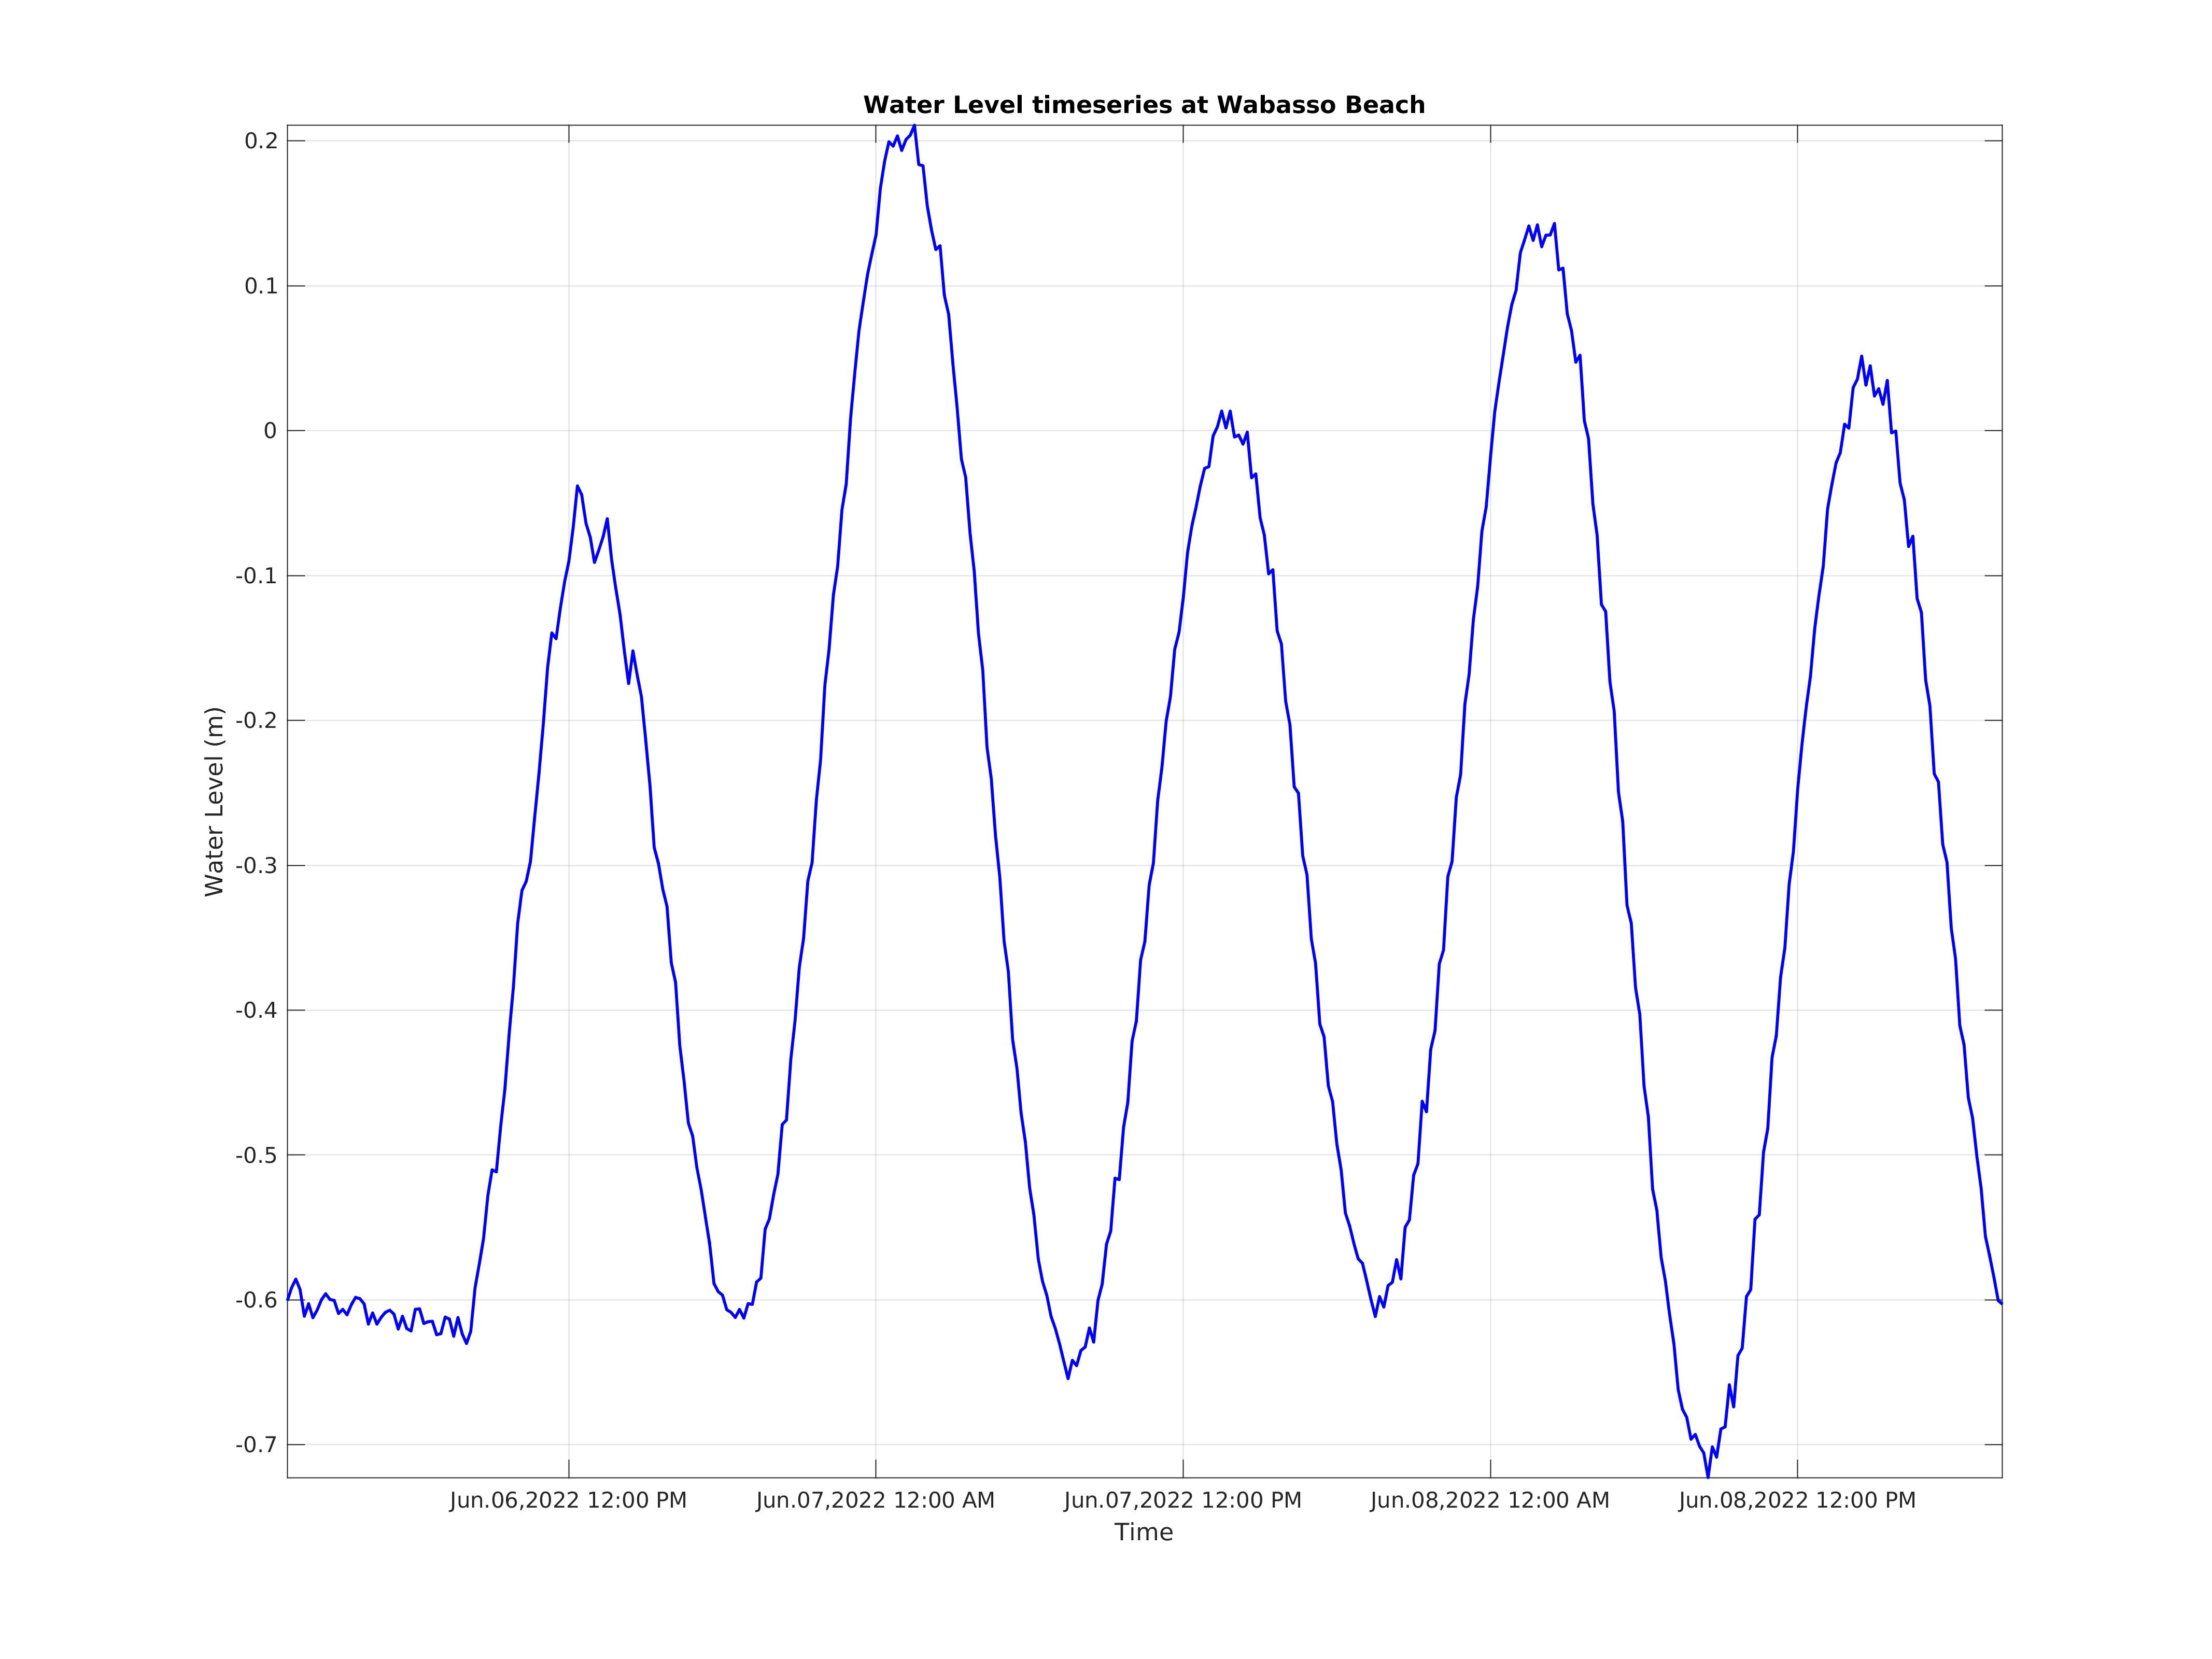 Water Level timeseries at Wabasso Beach
0.2
0.1
0
-0.1
-0.2
-0.3
-0.4
-0.5
-0.6
-0.7
Water Level (m)
Jun.06,2022 12:00 PM
Jun.07,2022 12:00 AM
Jun.07,2022 12:00 PM
Jun.08,2022 12:00 AM
Jun.08,2022 12:00 PM
Time